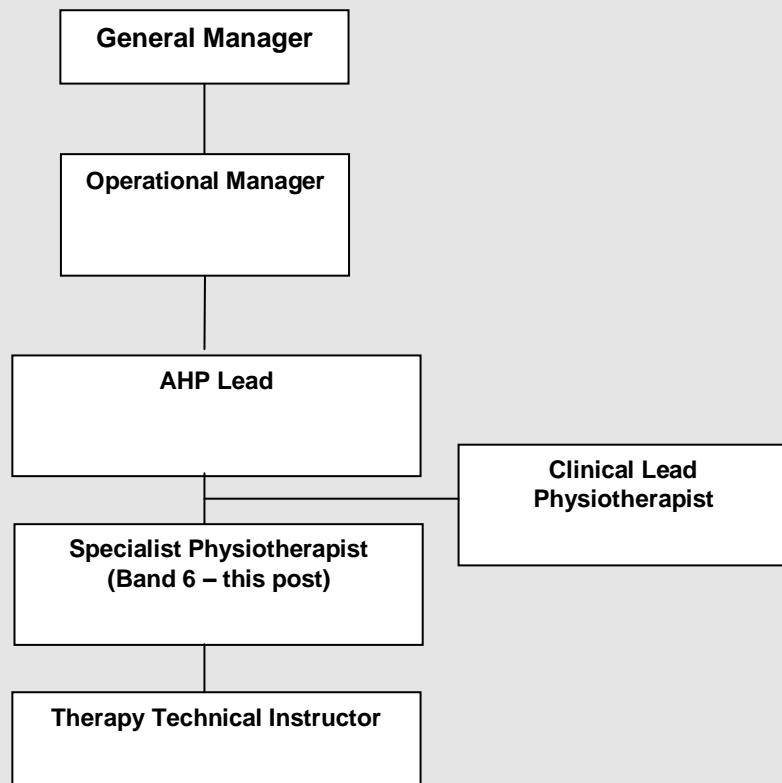 General Manager
Operational Manager
AHP Lead
Clinical Lead
Physiotherapist
Specialist Physiotherapist
(Band 6 – this post)
Therapy Technical Instructor